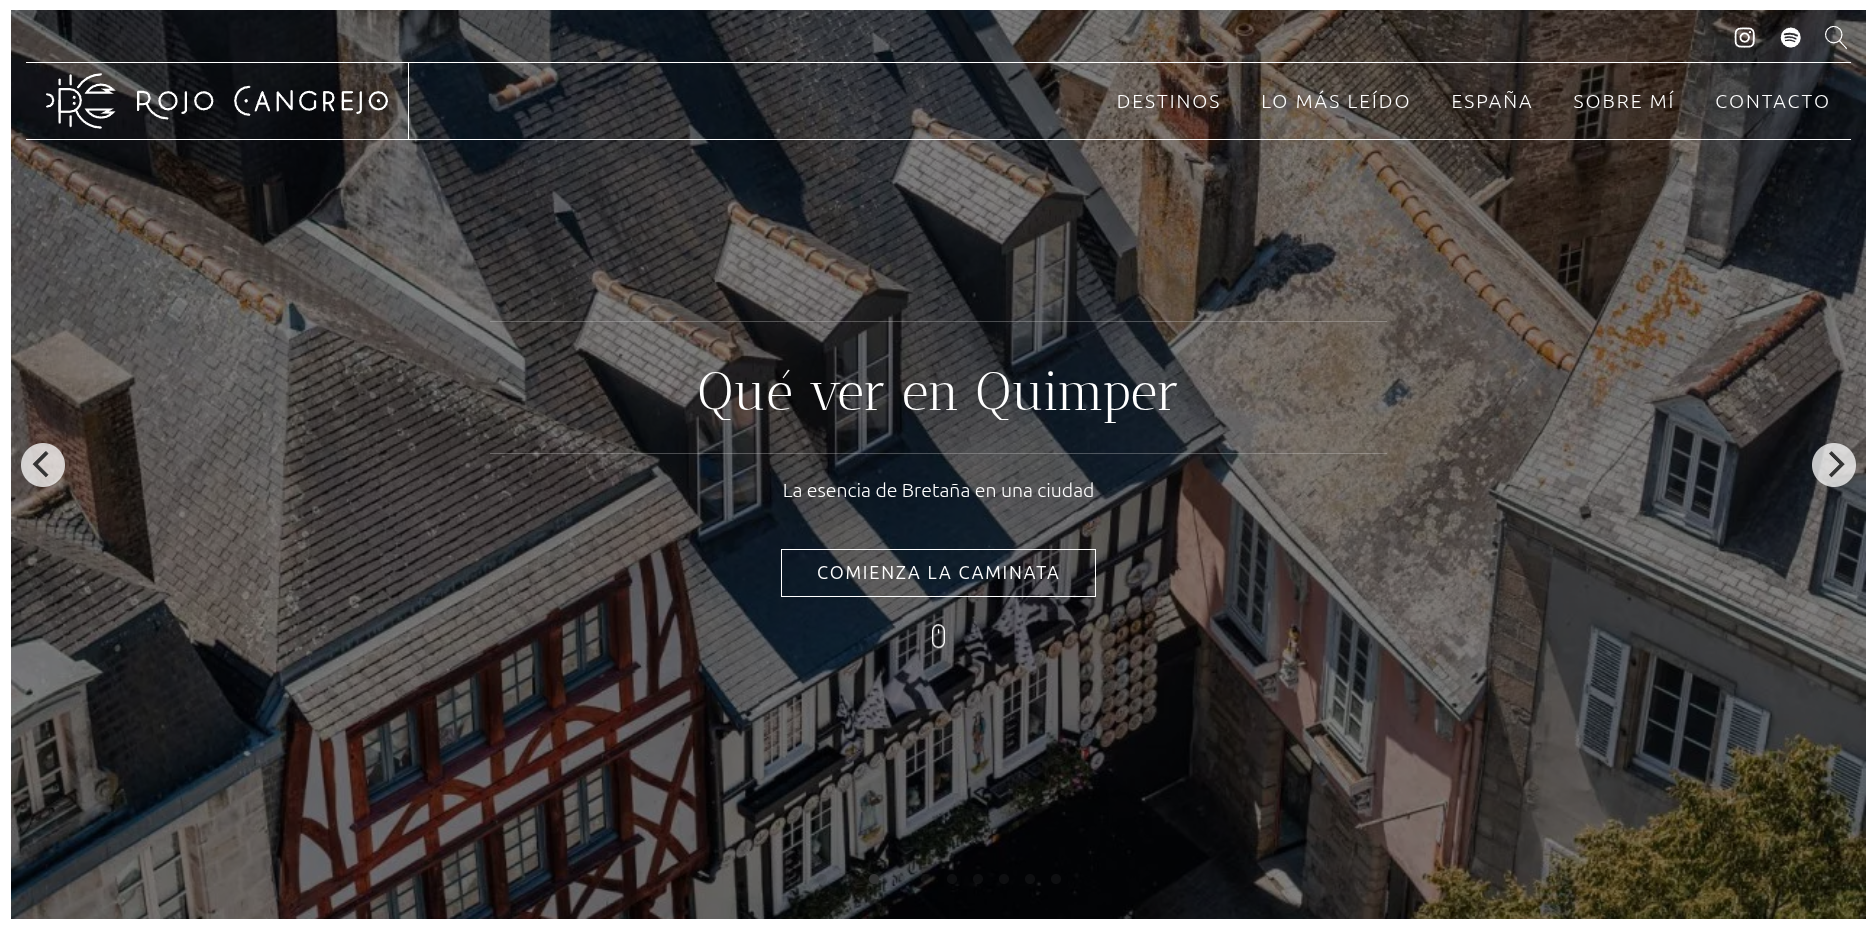 ROJO CANGREJO
DESTINOS LO MÁS LEÍDO ESPAÑA SOBRE MÍ CONTACTO
Qué ver en Quimper
La esencia de Bretaña en una ciudad
COMIENZA LA CAMINATA